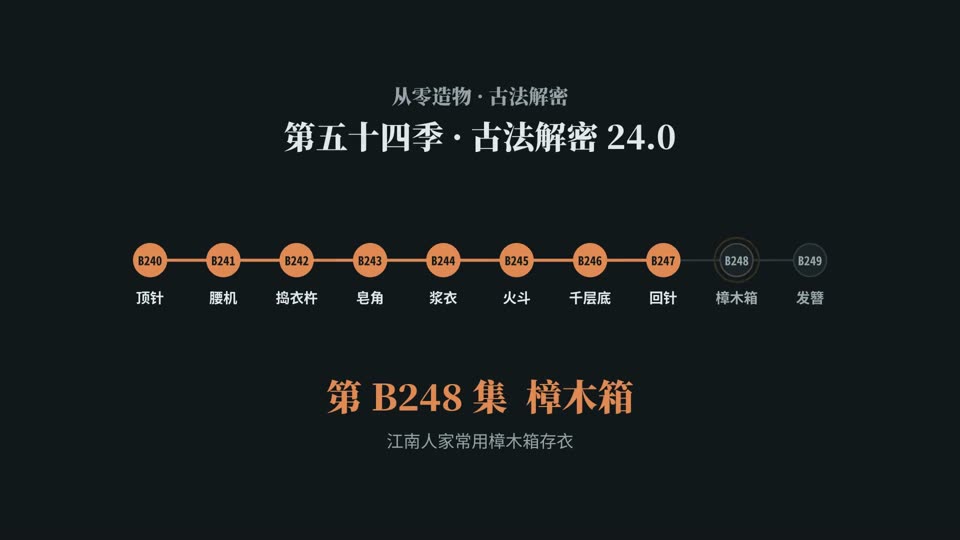 从零造物 · 古法解密
第五十四季 · 古法解密 24.0
B240 B241 B242 B243 B244 B245 B246 B247 B248 B249
顶针 腰机 捣衣杵 皂角 浆衣 火斗 千层底 回针 樟木箱 发簪
第 B248 集 樟木箱
江南人家常用樟木箱存衣